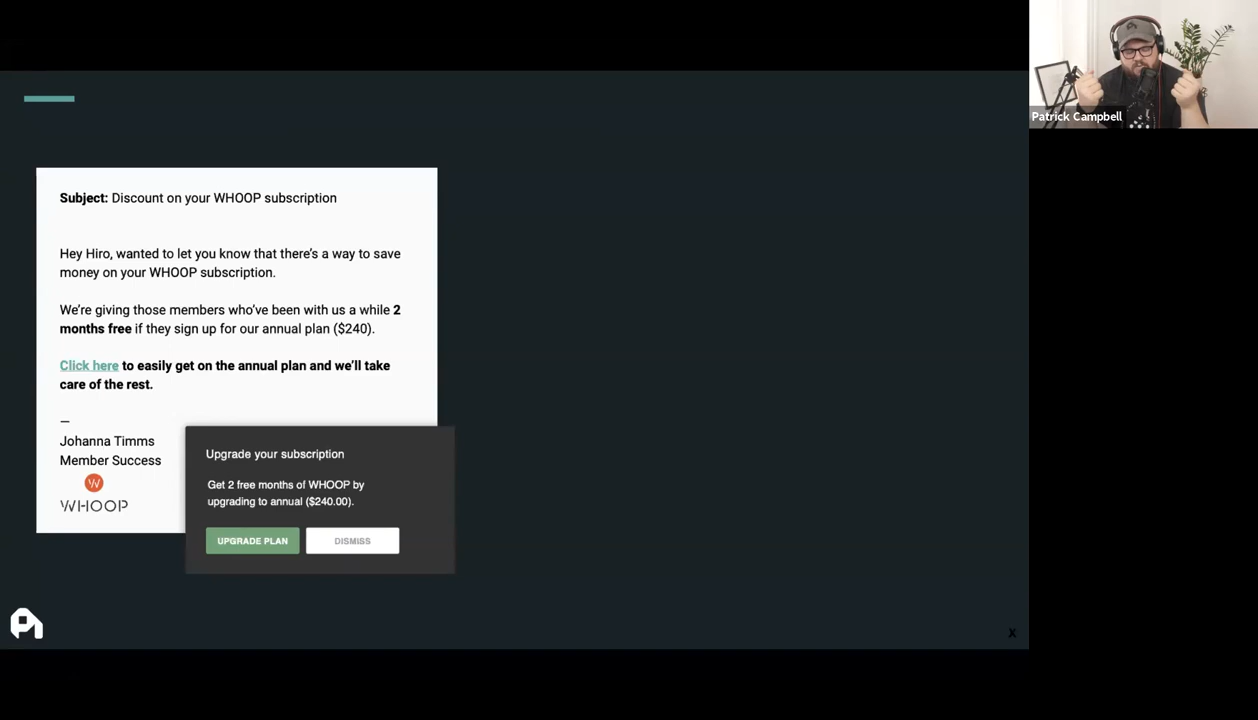 Patrick Campbell
Subject: Discount on your WHOOP subscription
Hey Hiro, wanted to let you know that there's a way to save
money on your WHOOP subscription.
We're giving those members who've been with us a while 2
months free if they sign up for our annual plan ($240).
Click here to easily get on the annual plan and we'll take
care of the rest.
—
Johanna Timms
Member Success
W
WHOOP
Upgrade your subscription
Get 2 free months of WHOOP by
upgrading to annual ($240.00).
UPGRADE PLAN DISMISS
X